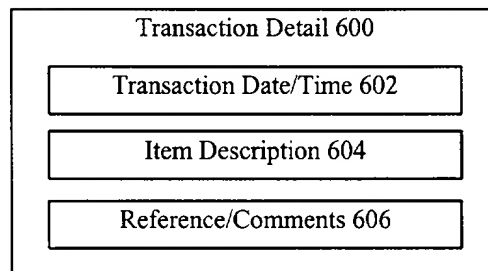 Transaction Detail 600
Transaction Date/Time 602
Item Description 604
Reference/Comments 606